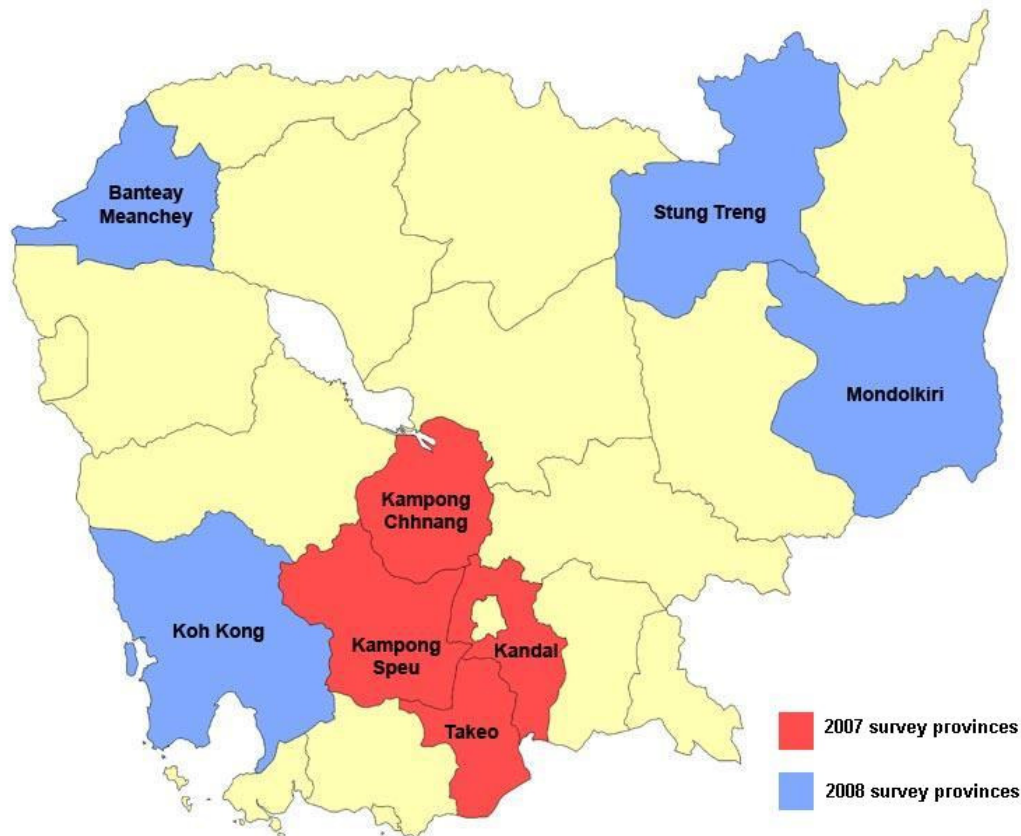 Banteay
Meanchey
Stung Treng
Mondolkiri
Kampong
Chhnang
Koh Kong
Kampong
Speu
Kandal
Takeo
2007 survey provinces
2008 survey provinces